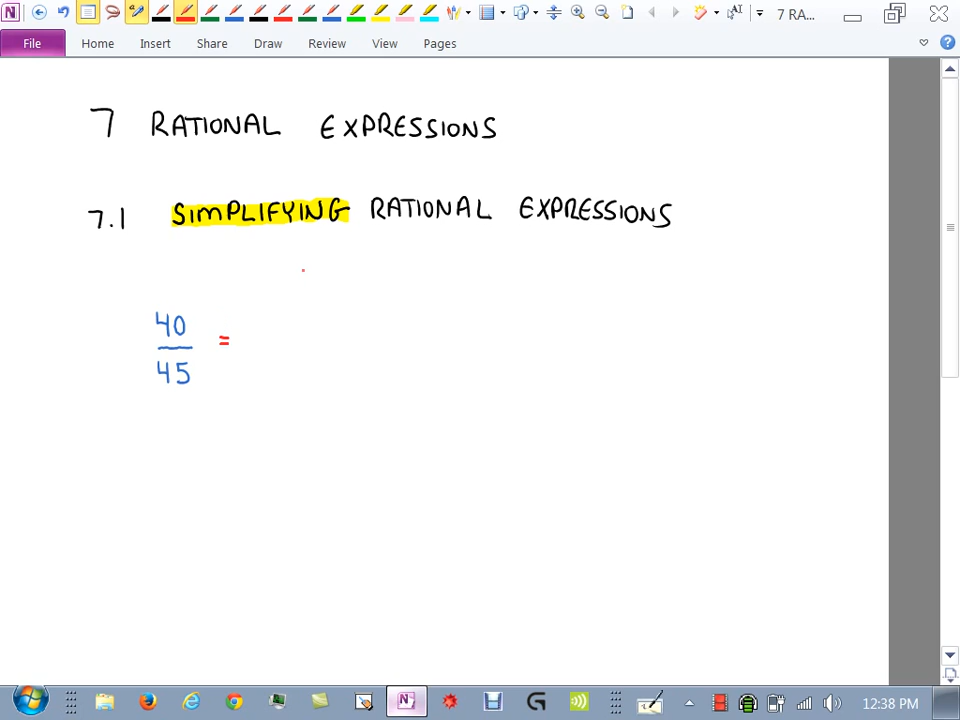 7 RA...
File Home Insert Share Draw Review View Pages
7 RATIONAL EXPRESSIONS
7.1 SIMPLIFYING RATIONAL EXPRESSIONS
40
=
45
12:38 PM